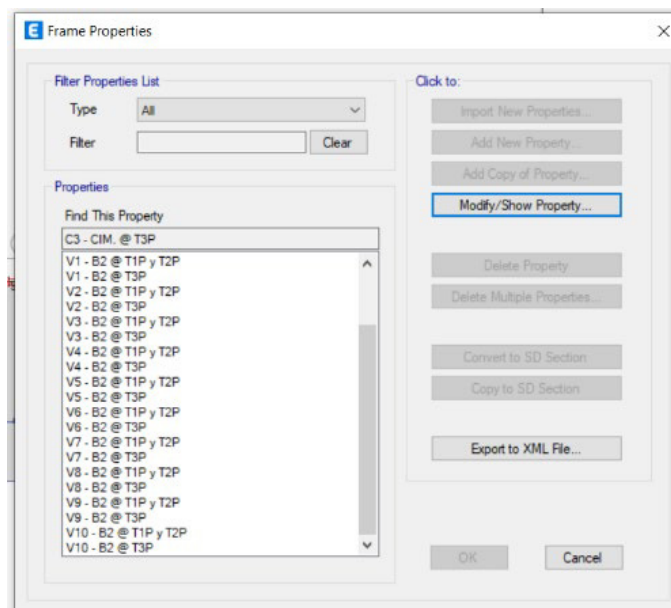 E Frame Properties
Filter Properties List
Type All
Filter Clear
Properties
Find This Property
C3 - CIM. @ T3P
V1 - B2 @ T1P y T2P
V1 - B2 @ T3P
V2 - B2 @ T1P y T2P
V2 - B2 @ T3P
V3 - B2 @ T1P y T2P
V3 - B2 @ T3P
V4 - B2 @ T1P y T2P
V4 - B2 @ T3P
V5 - B2 @ T1P y T2P
V5 - B2 @ T3P
V6 - B2 @ T1P y T2P
V6 - B2 @ T3P
V7 - B2 @ T1P y T2P
V7 - B2 @ T3P
V8 - B2 @ T1P y T2P
V8 - B2 @ T3P
V9 - B2 @ T1P y T2P
V9 - B2 @ T3P
V10 - B2 @ T1P y T2P
V10 - B2 @ T3P
Click to:
Import New Properties...
Add New Property...
Add Copy of Property...
Modify/Show Property...
Delete Property
Delete Multiple Properties...
Convert to SD Section
Copy to SD Section
Export to XML File...
OK Cancel